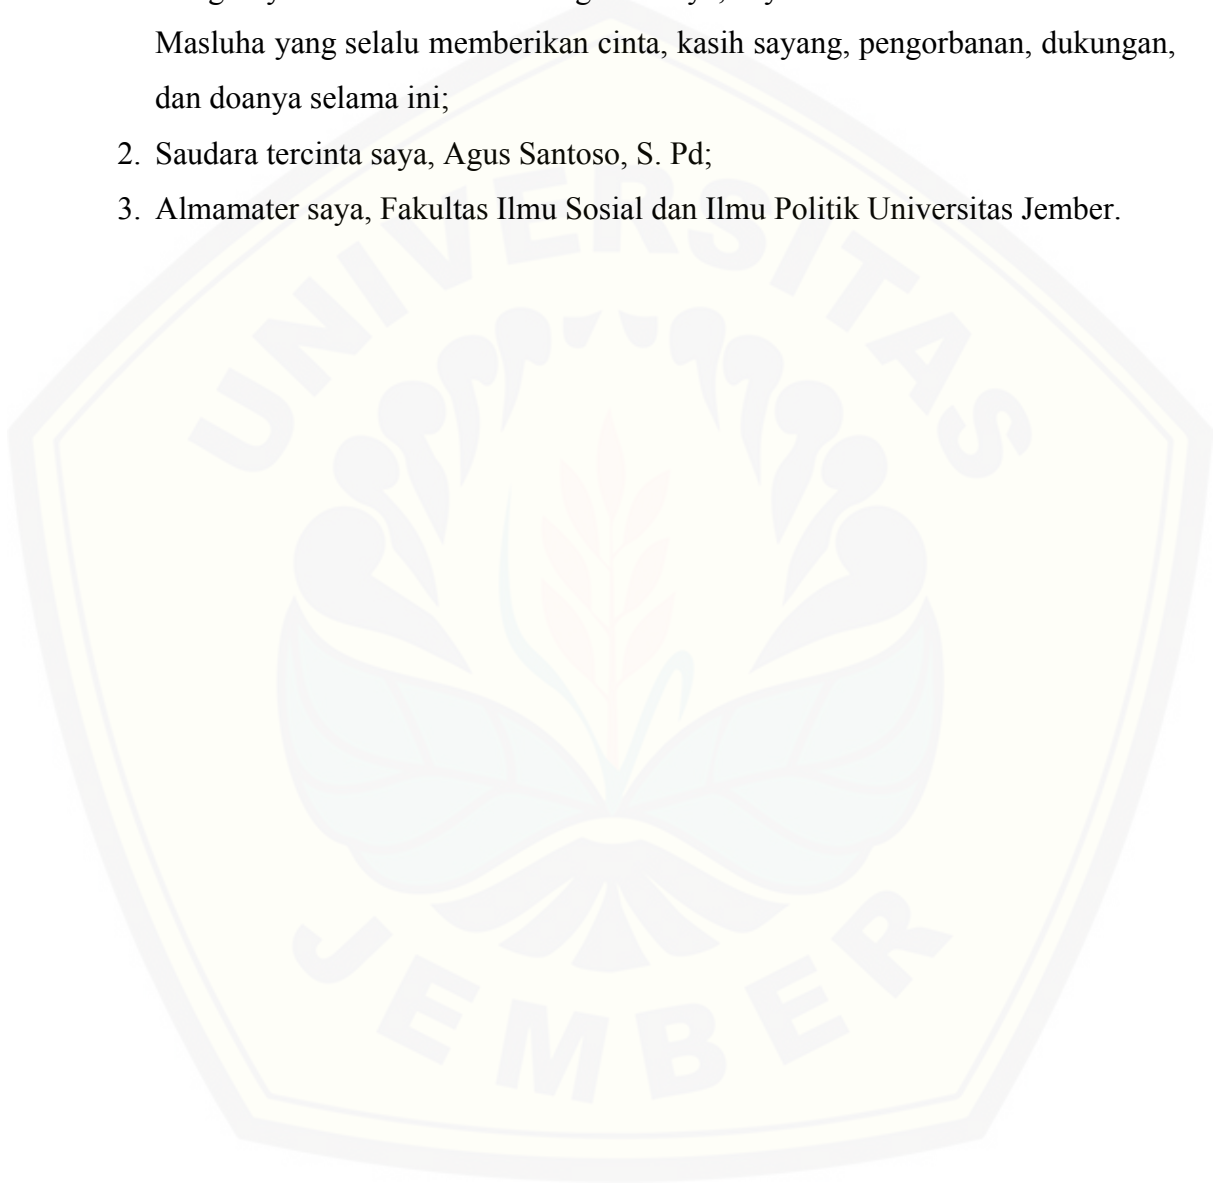 Masluha yang selalu memberikan cinta, kasih sayang, pengorbanan, dukungan,
dan doanya selama ini;
2. Saudara tercinta saya, Agus Santoso, S. Pd;
3. Almamater saya, Fakultas Ilmu Sosial dan Ilmu Politik Universitas Jember.
UNIVERSITAS
JEMBER